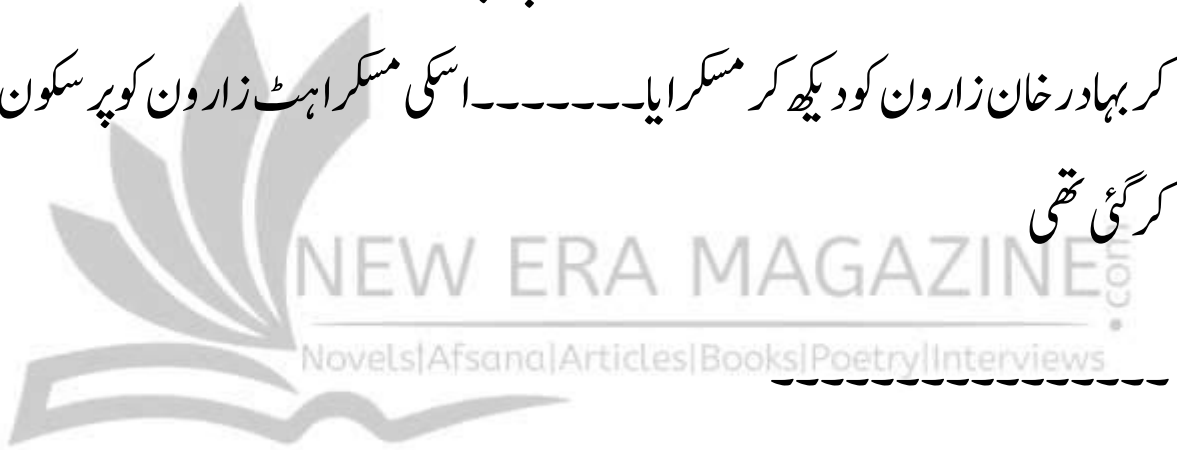 کر بہادر خان زارون کو دیکھ کر مسکرایا۔۔۔۔۔۔۔اسکی مسکراہٹ زارون کو پر سکون
کر گئی تھی
NEW ERA MAGAZINE.com
Novels|Afsana|Articles|Books|Poetry|Interviews
۔۔۔۔۔۔۔۔۔۔۔۔۔۔۔۔